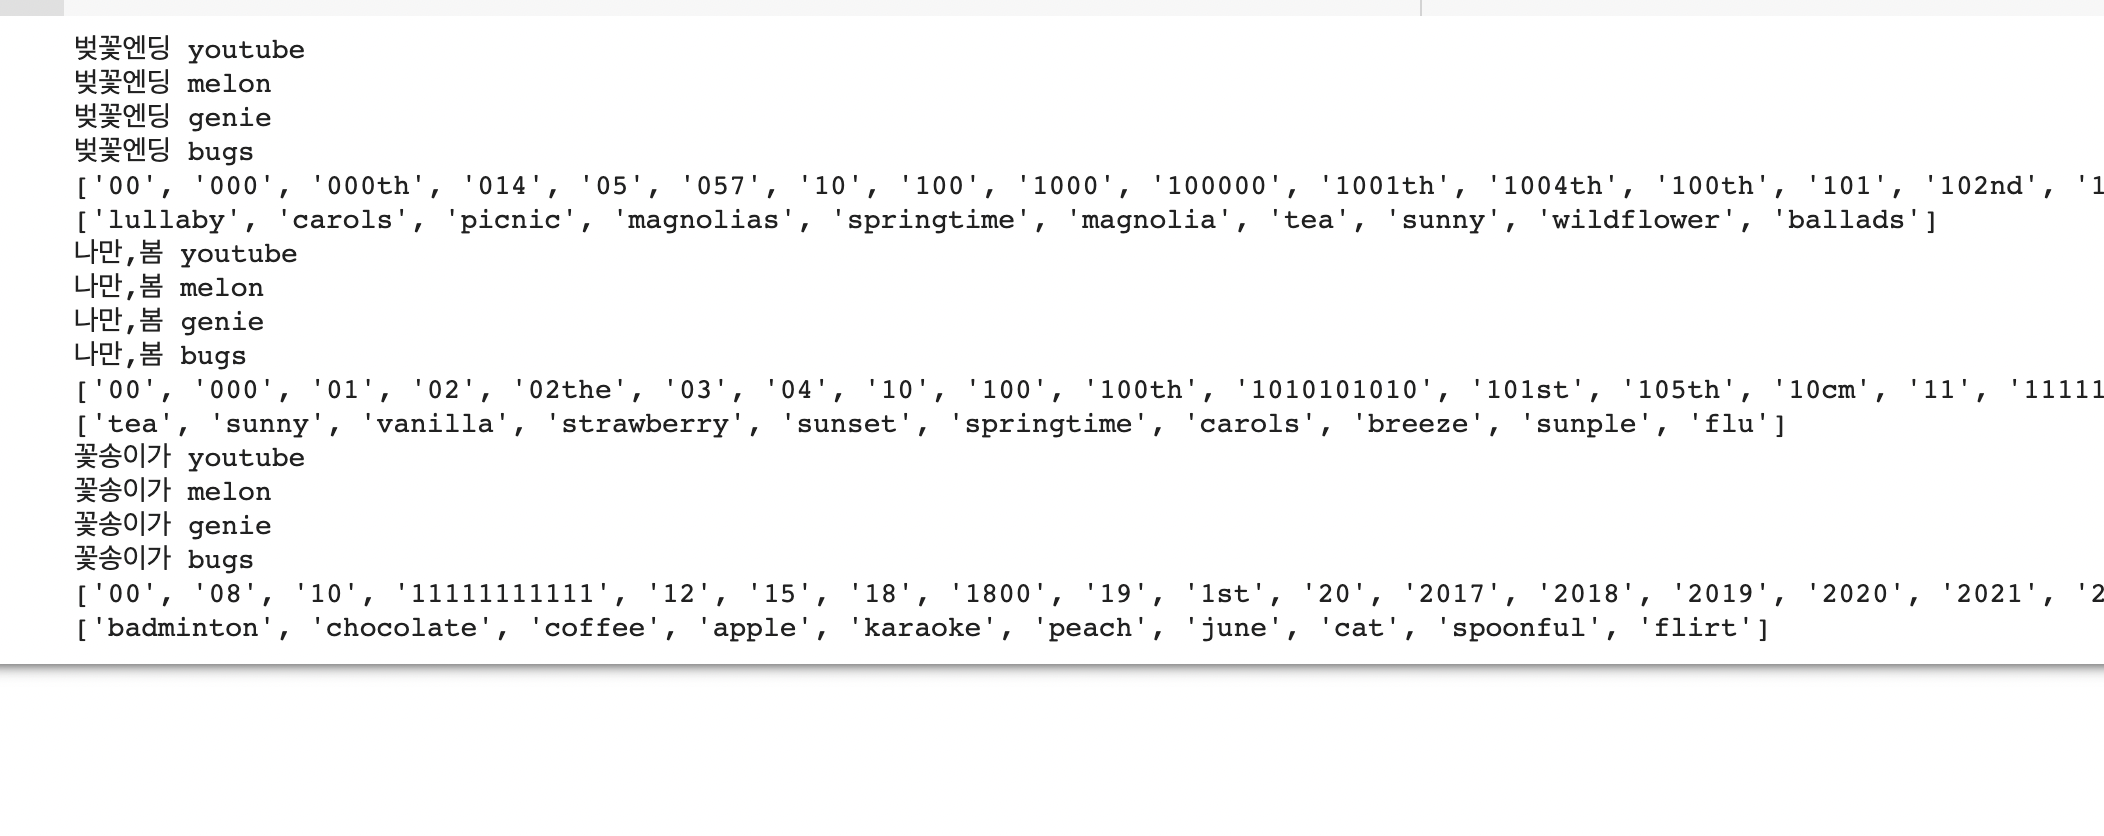 벚꽃엔딩 youtube
벚꽃엔딩 melon
벚꽃엔딩 genie
벚꽃엔딩 bugs
['00', '000', '000th', '014', '05', '057', '10', '100', '1000', '100000', '1001th', '1004th', '100th', '101', '102nd', '1
['lullaby', 'carols', 'picnic', 'magnolias', 'springtime', 'magnolia', 'tea', 'sunny', 'wildflower', 'ballads']
나만,봄 youtube
나만,봄 melon
나만,봄 genie
나만,봄 bugs
['00', '000', '01', '02', '02the', '03', '04', '10', '100', '100th', '1010101010', '101st', '105th', '10cm', '11', '11111
['tea', 'sunny', 'vanilla', 'strawberry', 'sunset', 'springtime', 'carols', 'breeze', 'sunple', 'flu']
꽃송이가 youtube
꽃송이가 melon
꽃송이가 genie
꽃송이가 bugs
['00', '08', '10', '11111111111', '12', '15', '18', '1800', '19', '1st', '20', '2017', '2018', '2019', '2020', '2021', '2
['badminton', 'chocolate', 'coffee', 'apple', 'karaoke', 'peach', 'june', 'cat', 'spoonful', 'flirt']